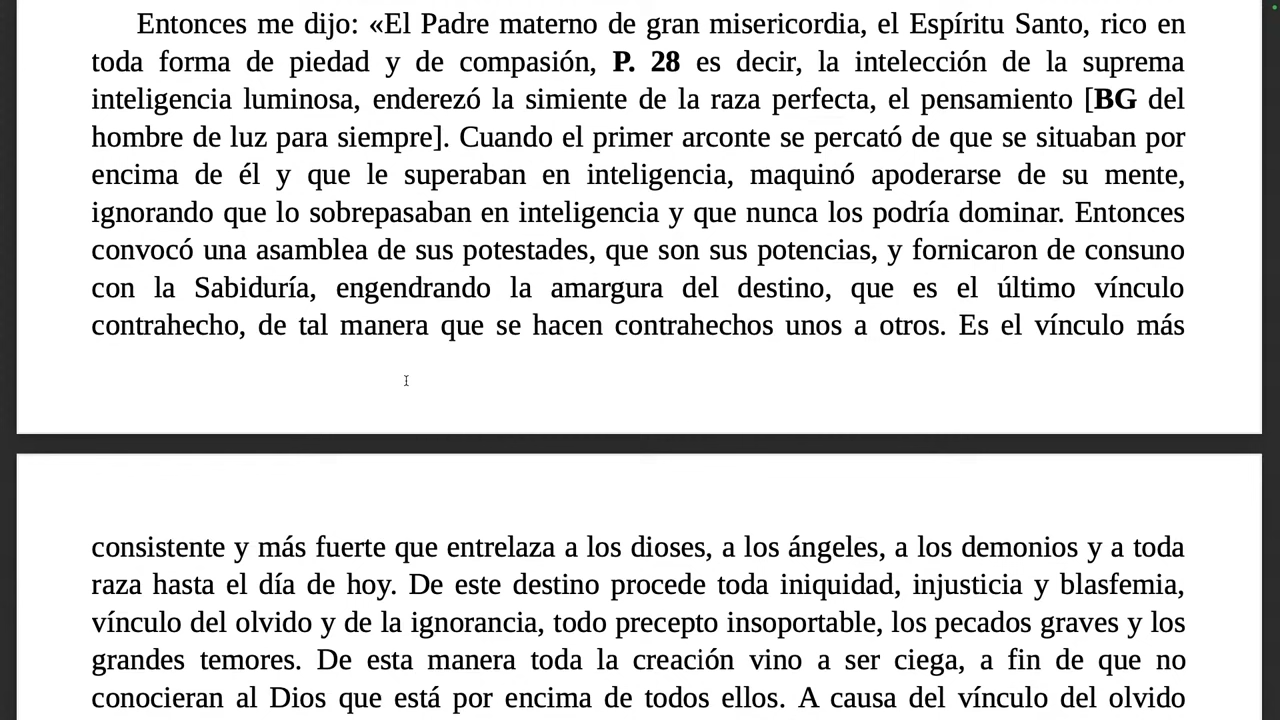 Entonces me dijo: «El Padre materno de gran misericordia, el Espíritu Santo, rico en
toda forma de piedad y de compasión, P. 28 es decir, la intelección de la suprema
inteligencia luminosa, enderezó la simiente de la raza perfecta, el pensamiento [BG del
hombre de luz para siempre]. Cuando el primer arconte se percató de que se situaban por
encima de él y que le superaban en inteligencia, maquinó apoderarse de su mente,
ignorando que lo sobrepasaban en inteligencia y que nunca los podría dominar. Entonces
convocó una asamblea de sus potestades, que son sus potencias, y fornicaron de consuno
con la Sabiduría, engendrando la amargura del destino, que es el último vínculo
contrahecho, de tal manera que se hacen contrahechos unos a otros. Es el vínculo más
consistente y más fuerte que entrelaza a los dioses, a los ángeles, a los demonios y a toda
raza hasta el día de hoy. De este destino procede toda iniquidad, injusticia y blasfemia,
vínculo del olvido y de la ignorancia, todo precepto insoportable, los pecados graves y los
grandes temores. De esta manera toda la creación vino a ser ciega, a fin de que no
conocieran al Dios que está por encima de todos ellos. A causa del vínculo del olvido